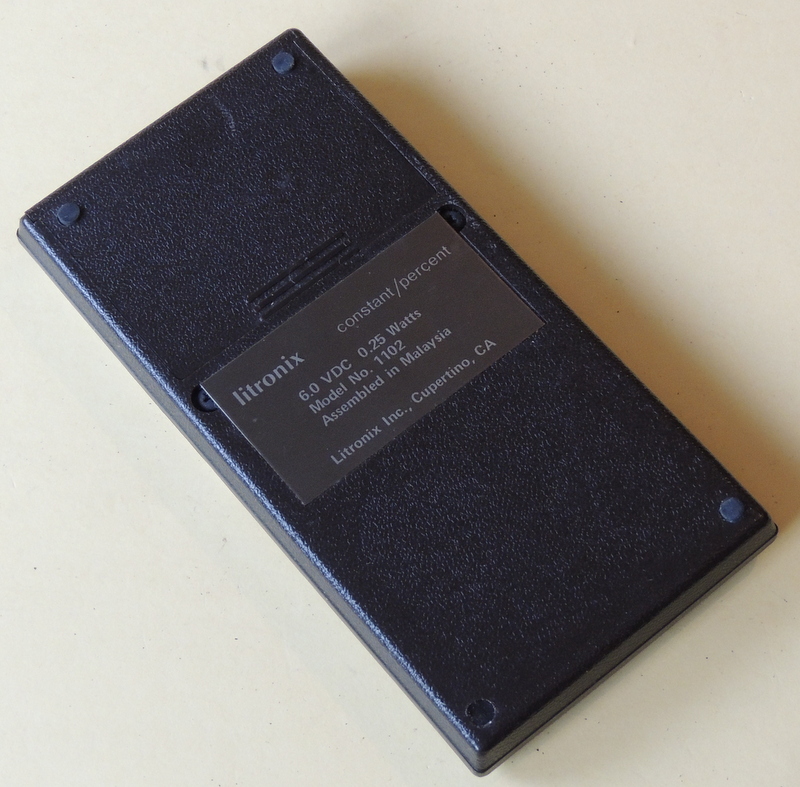 litronix constant/percent
6.0 VDC 0.25 Watts
Model No. 1102
Assembled in Malaysia
Litronix Inc., Cupertino, CA